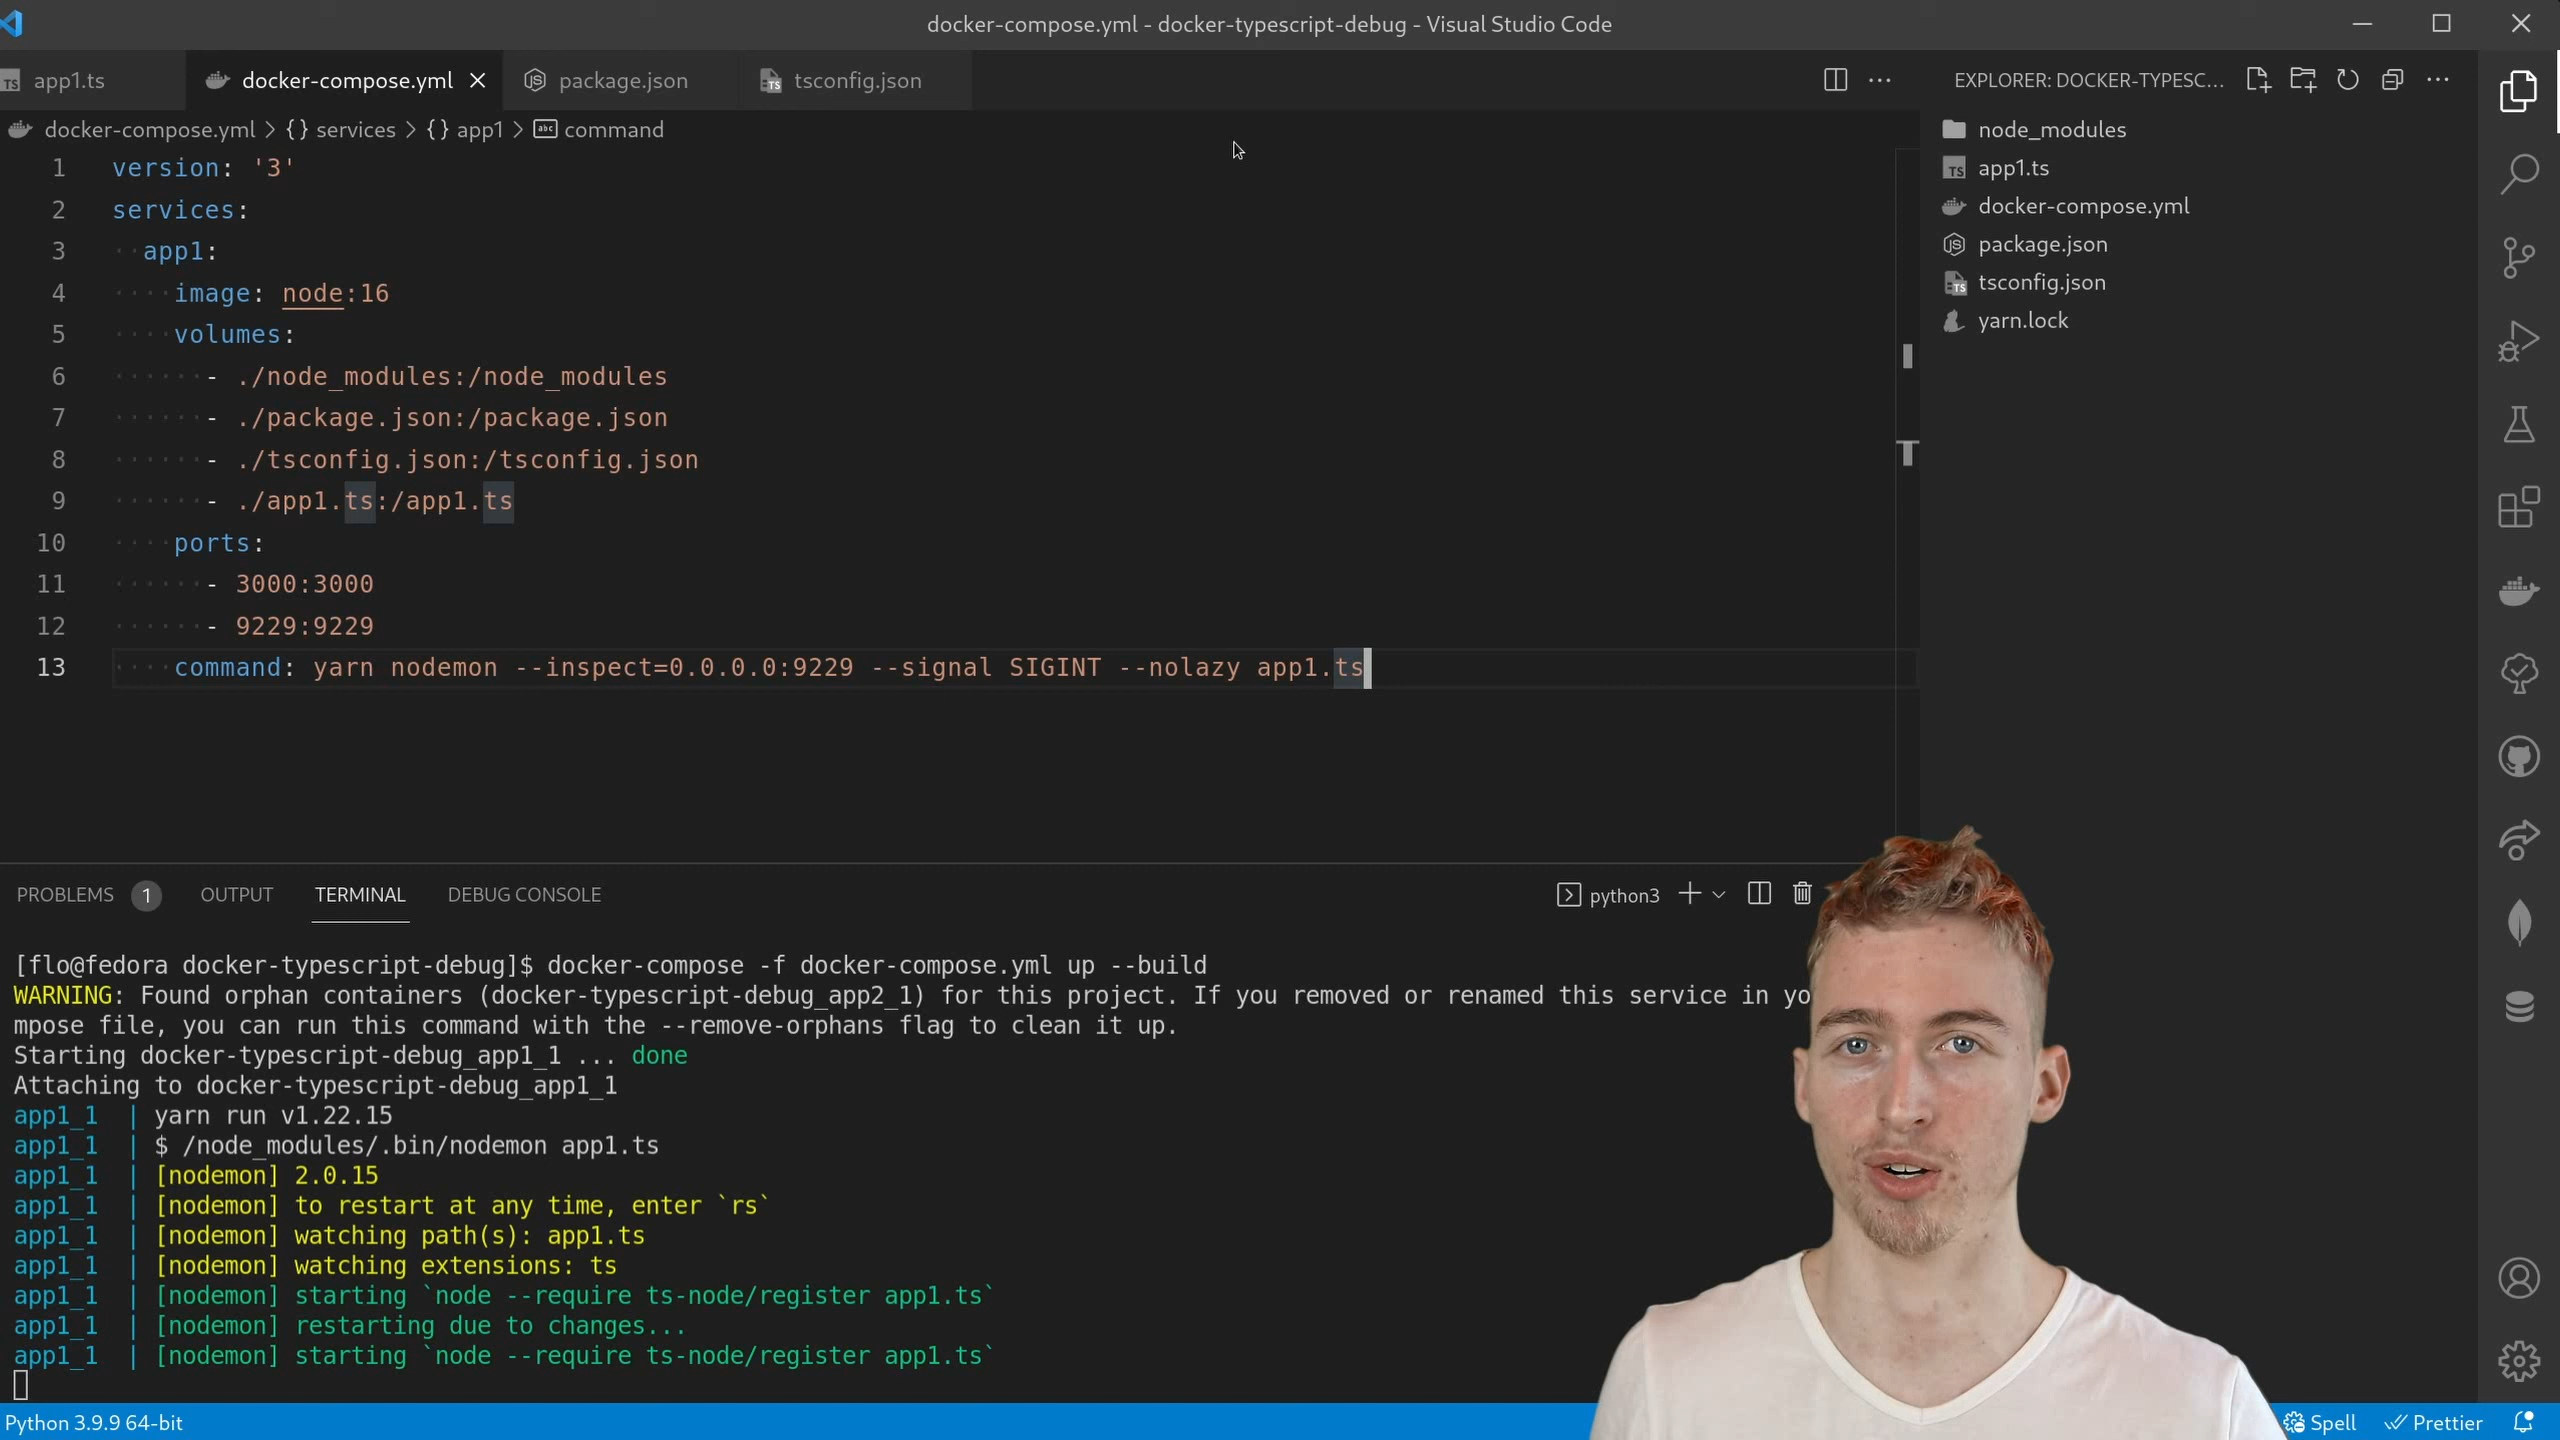 docker-compose.yml - docker-typescript-debug - Visual Studio Code
TS app1.ts docker-compose.yml JS package.json TS tsconfig.json
EXPLORER: DOCKER-TYPESC...
docker-compose.yml > {} services > {} app1 > abc command
1 version: '3'
2 services:
3 app1:
4 image: node:16
5 volumes:
6 - ./node_modules:/node_modules
7 - ./package.json:/package.json
8 - ./tsconfig.json:/tsconfig.json
9 - ./app1.ts:/app1.ts
10 ports:
11 - 3000:3000
12 - 9229:9229
13 command: yarn nodemon --inspect=0.0.0.0:9229 --signal SIGINT --nolazy app1.ts
node_modules
TS app1.ts
docker-compose.yml
JS package.json
TS tsconfig.json
yarn.lock
PROBLEMS 1 OUTPUT TERMINAL DEBUG CONSOLE
python3
[flo@fedora docker-typescript-debug]$ docker-compose -f docker-compose.yml up --build
WARNING: Found orphan containers (docker-typescript-debug_app2_1) for this project. If you removed or renamed this service in yo
mpose file, you can run this command with the --remove-orphans flag to clean it up.
Starting docker-typescript-debug_app1_1 ... done
Attaching to docker-typescript-debug_app1_1
app1_1 | yarn run v1.22.15
app1_1 | $ /node_modules/.bin/nodemon app1.ts
app1_1 | [nodemon] 2.0.15
app1_1 | [nodemon] to restart at any time, enter `rs`
app1_1 | [nodemon] watching path(s): app1.ts
app1_1 | [nodemon] watching extensions: ts
app1_1 | [nodemon] starting `node --require ts-node/register app1.ts`
app1_1 | [nodemon] restarting due to changes...
app1_1 | [nodemon] starting `node --require ts-node/register app1.ts`
Python 3.9.9 64-bit
Spell
Prettier